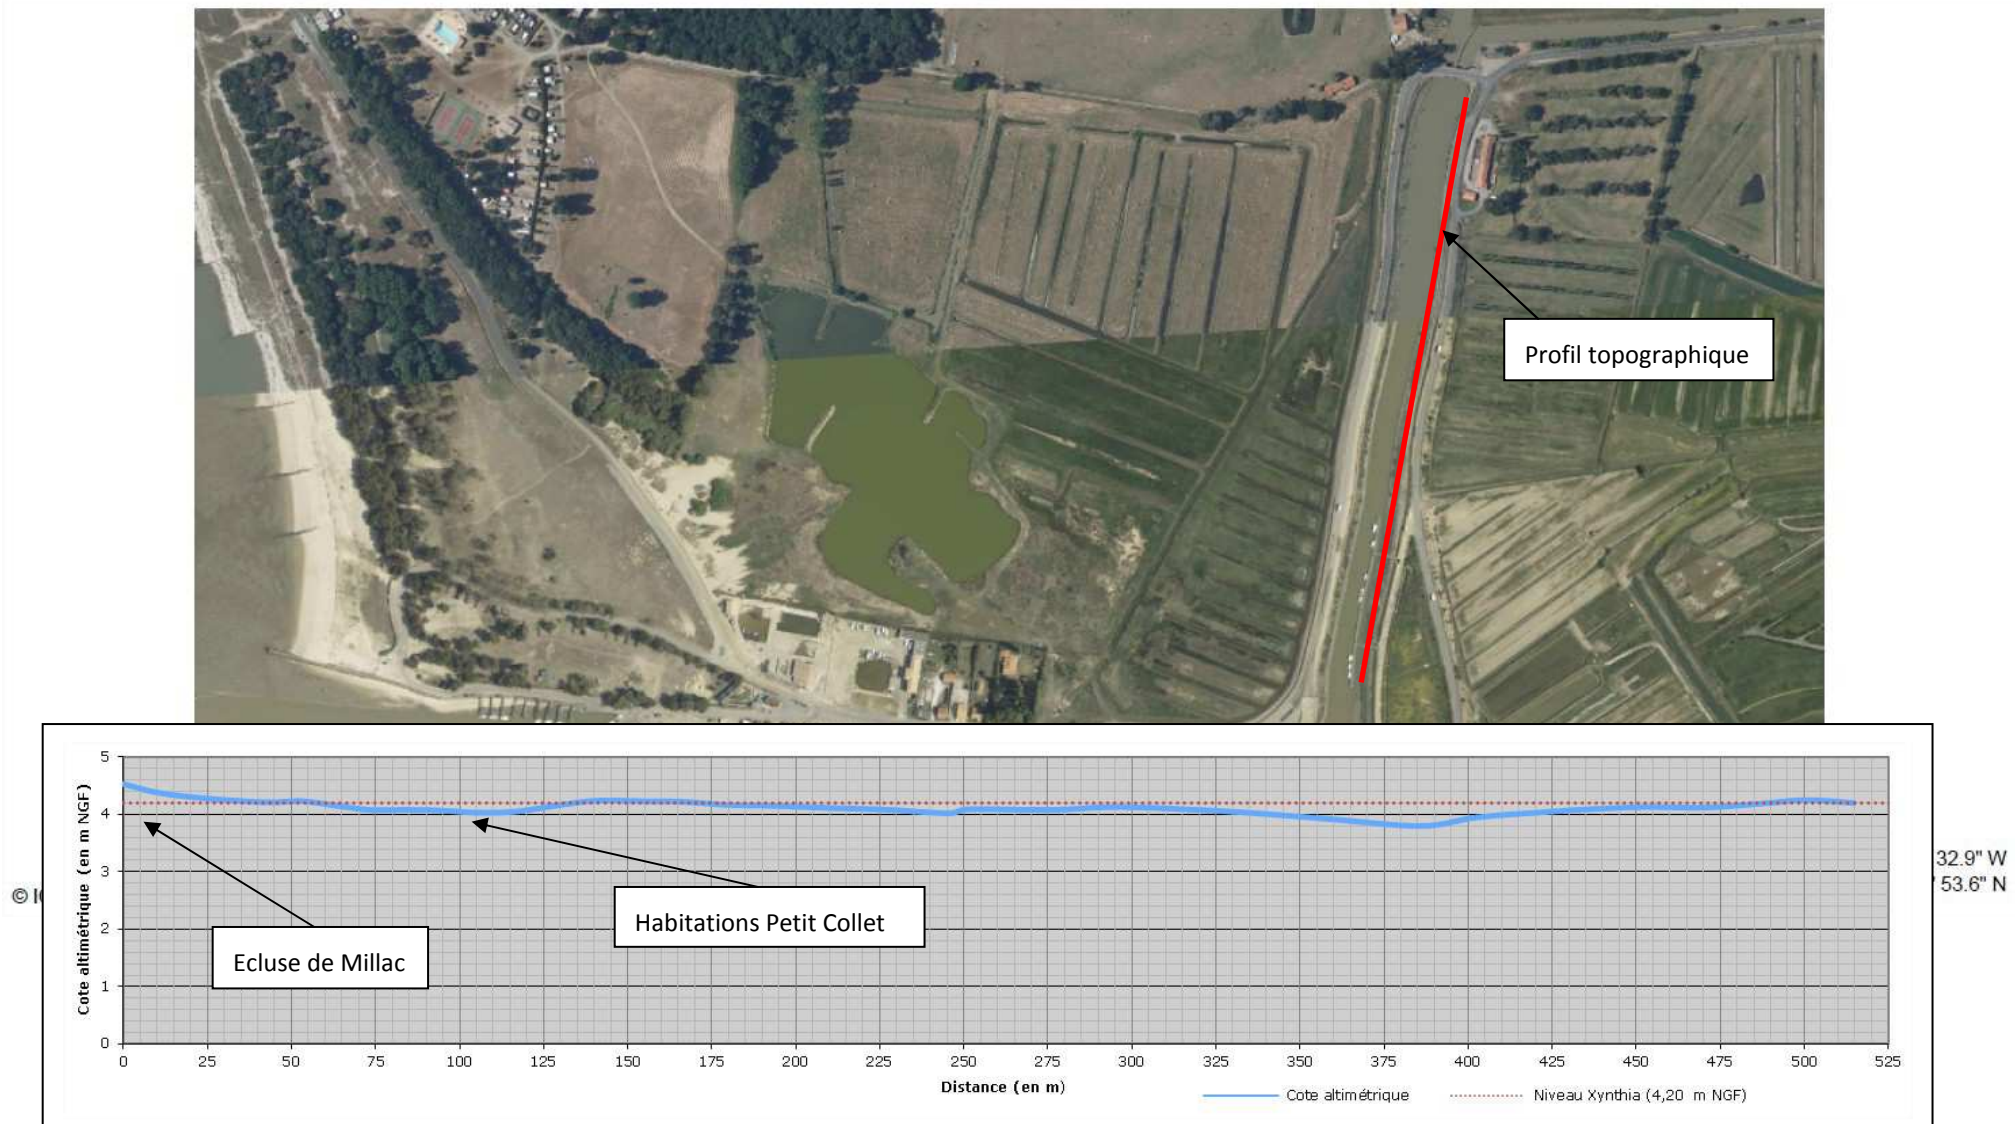 Profil topographique
32.9" W
' 53.6" N
© I
Habitations Petit Collet
Ecluse de Millac
Cote altimétrique (en m NGF)
5
4
3
2
1
0
0 25 50 75 100 125 150 175 200 225 250 275 300 325 350 375 400 425 450 475 500 525
Distance (en m)
Cote altimétrique
Niveau Xynthia (4,20 m NGF)